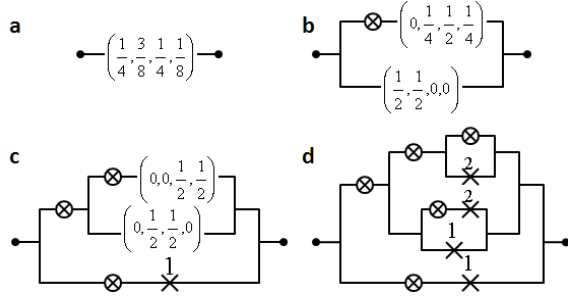 a
(1/4, 3/8, 1/4, 1/8)
b
(0, 1/4, 1/2, 1/4)
(1/2, 1/2, 0, 0)
c
(0, 0, 1/2, 1/2)
(0, 1/2, 1/2, 0)
1
d
2
2
1
1